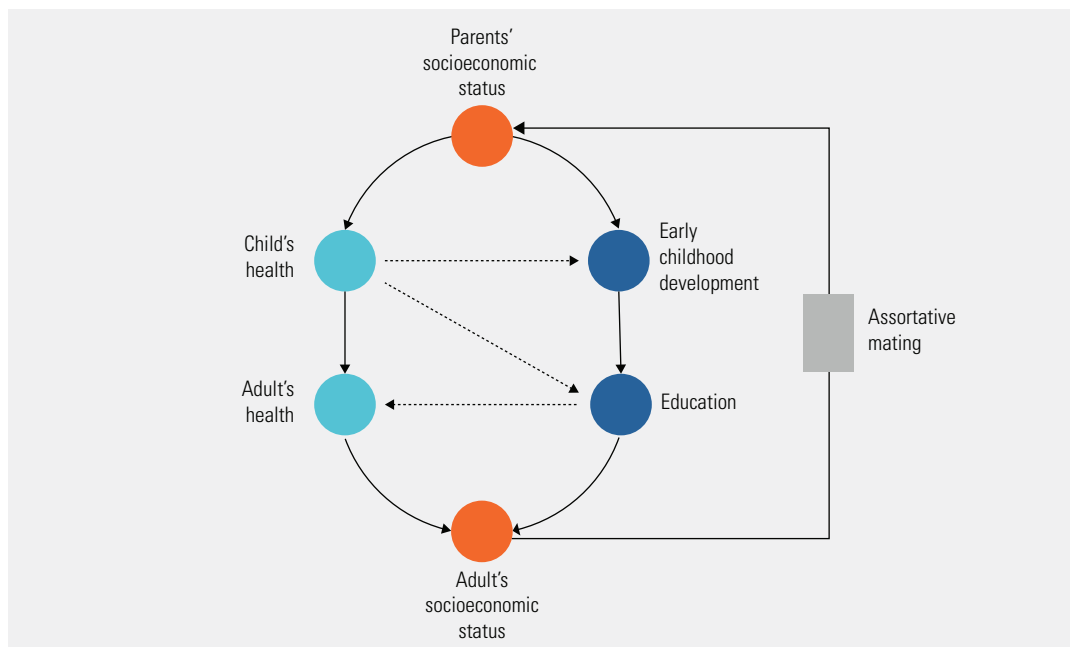 Parents'
socioeconomic
status
Child's
health
Early
childhood
development
Assortative
mating
Adult's
health
Education
Adult's
socioeconomic
status